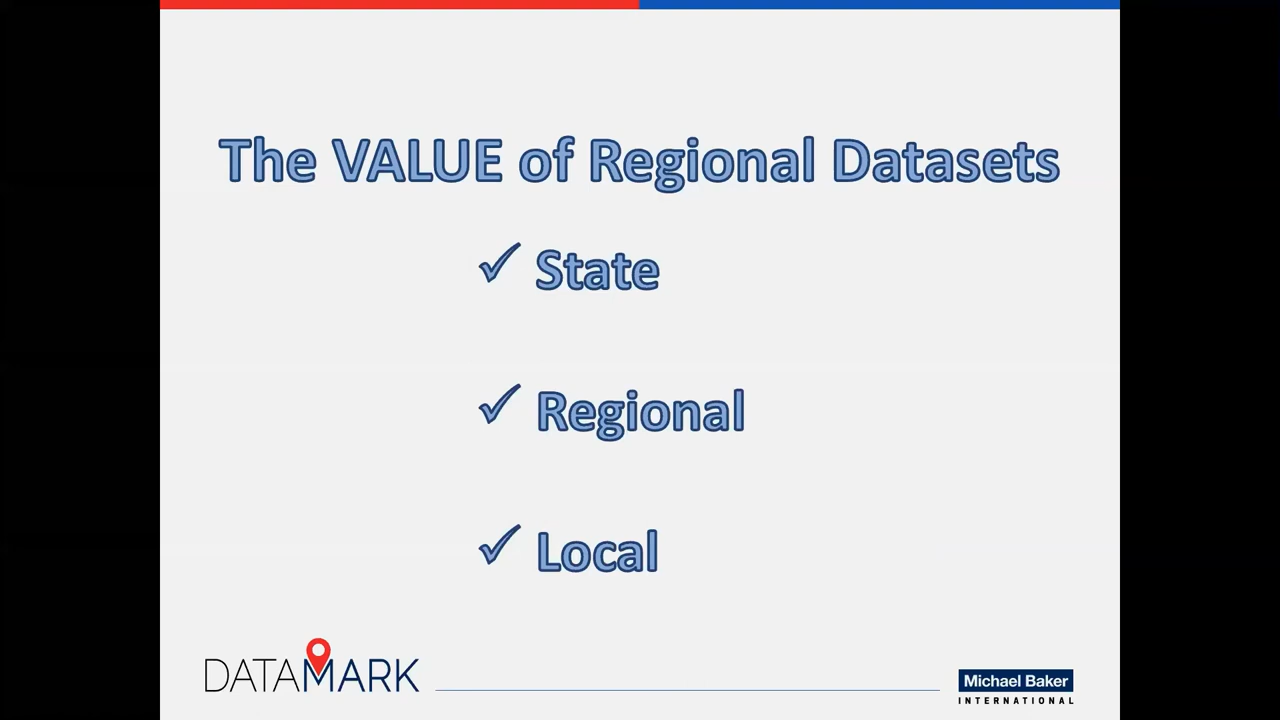 The VALUE of Regional Datasets
✓ State
✓ Regional
✓ Local
DATAMARK
Michael Baker
INTERNATIONAL